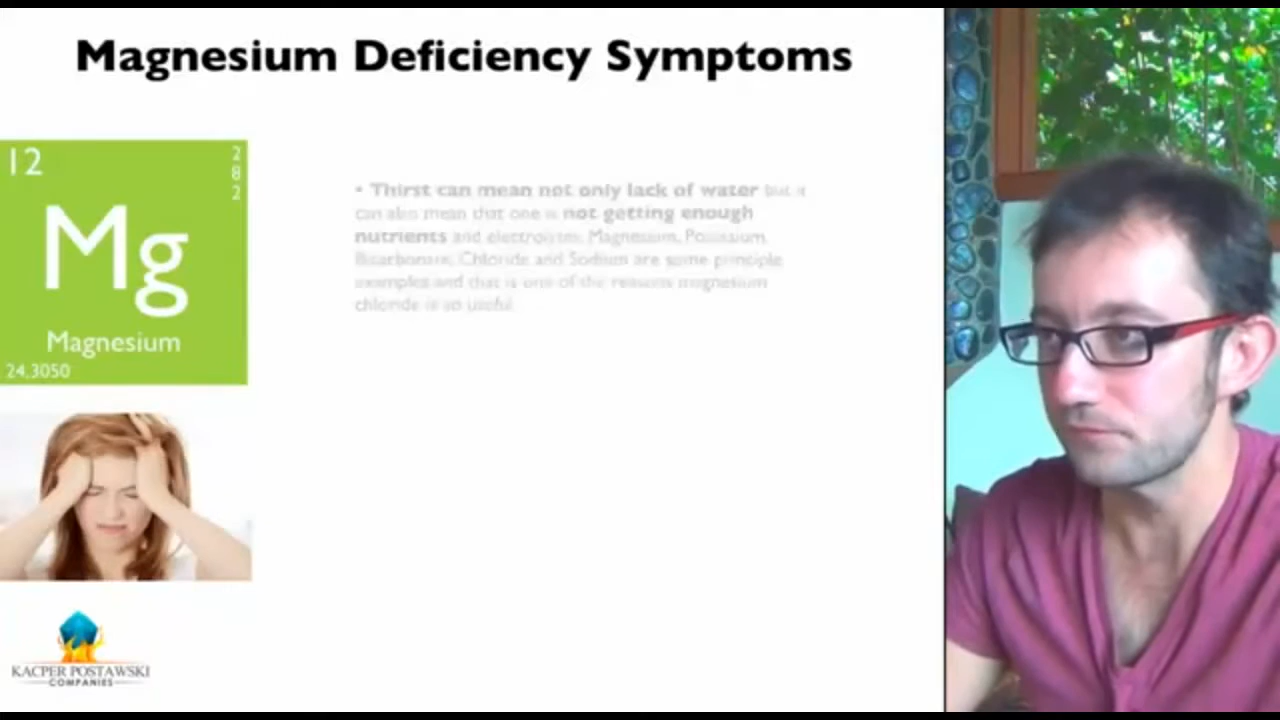 Magnesium Deficiency Symptoms
12
2
8
2
Mg
Magnesium
24.3050
• Thirst can mean not only lack of water but it
can also mean that one is not getting enough
nutrients and electrolytes. Magnesium, Potassium,
Bicarbonate, Chloride and Sodium are some principle
examples and that is one of the reasons magnesium
chloride is so useful.
KACPER POSTAWSKI
COMPANIES